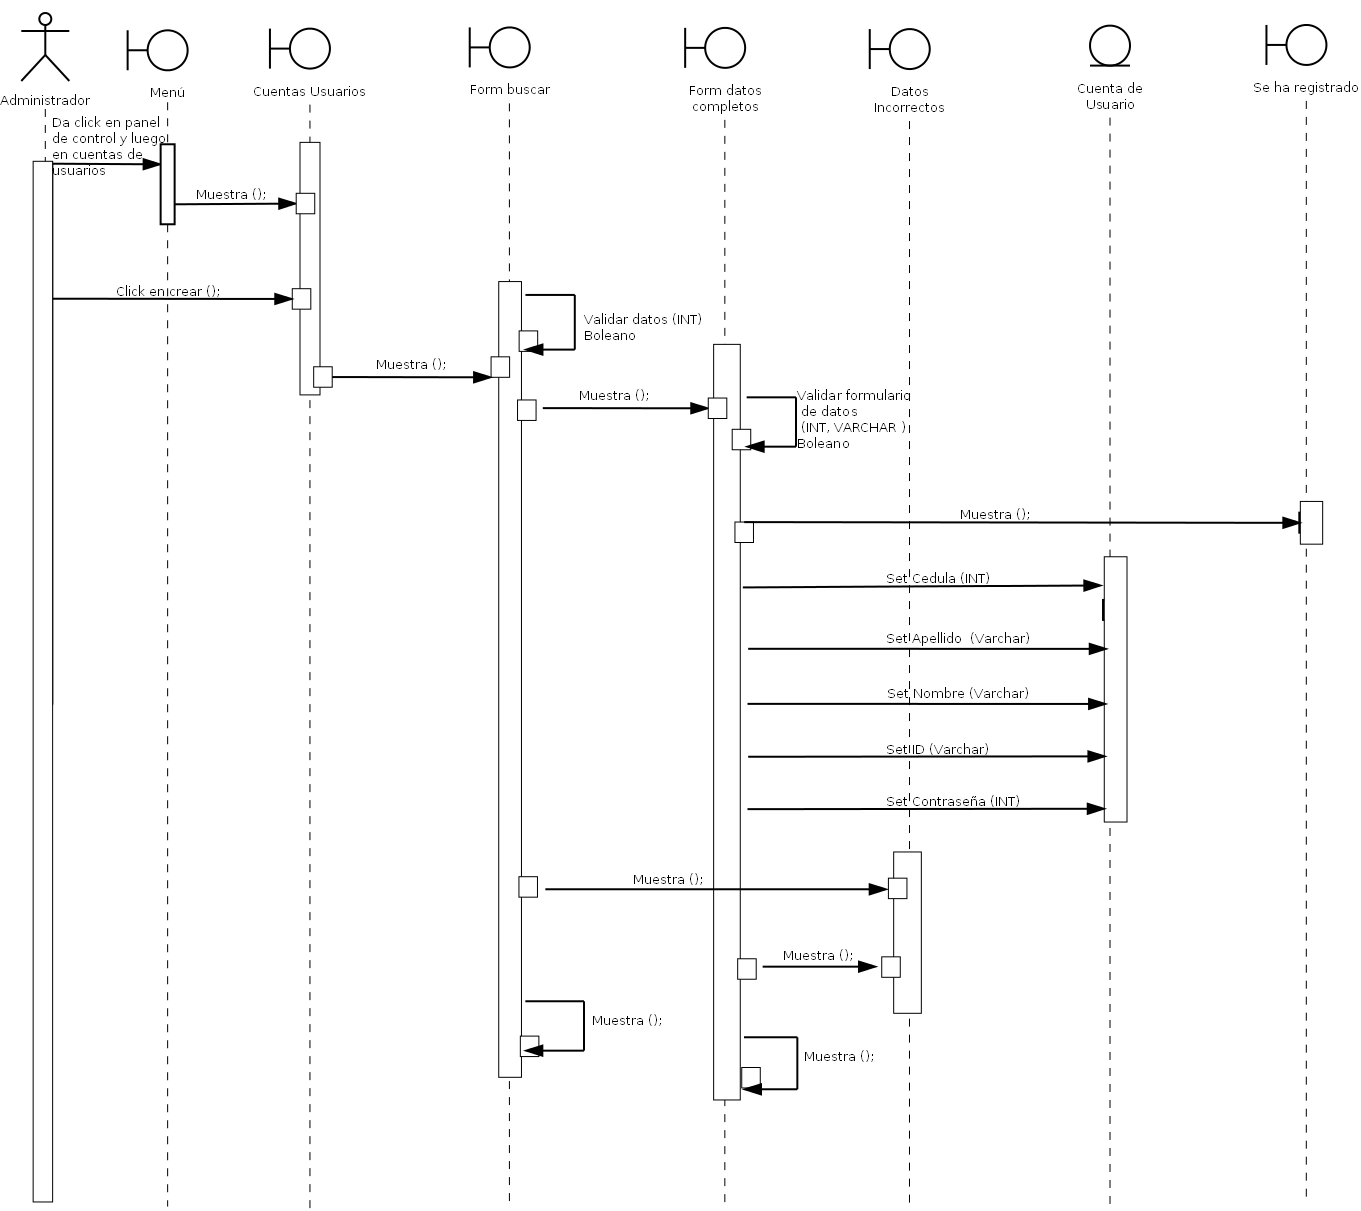 Administrador
Menú
Cuentas Usuarios
Form buscar
Form datos
completos
Datos
Incorrectos
Cuenta de
Usuario
Se ha registrado
Da click en panel
de control y luego
en cuentas de
usuarios
Muestra ();
Click en crear ();
Validar datos (INT)
Boleano
Muestra ();
Muestra ();
Validar formulario
de datos
(INT, VARCHAR )
Boleano
Muestra ();
Set Cedula (INT)
Set Apellido (Varchar)
Set Nombre (Varchar)
Set ID (Varchar)
Set Contraseña (INT)
Muestra ();
Muestra ();
Muestra ();
Muestra ();